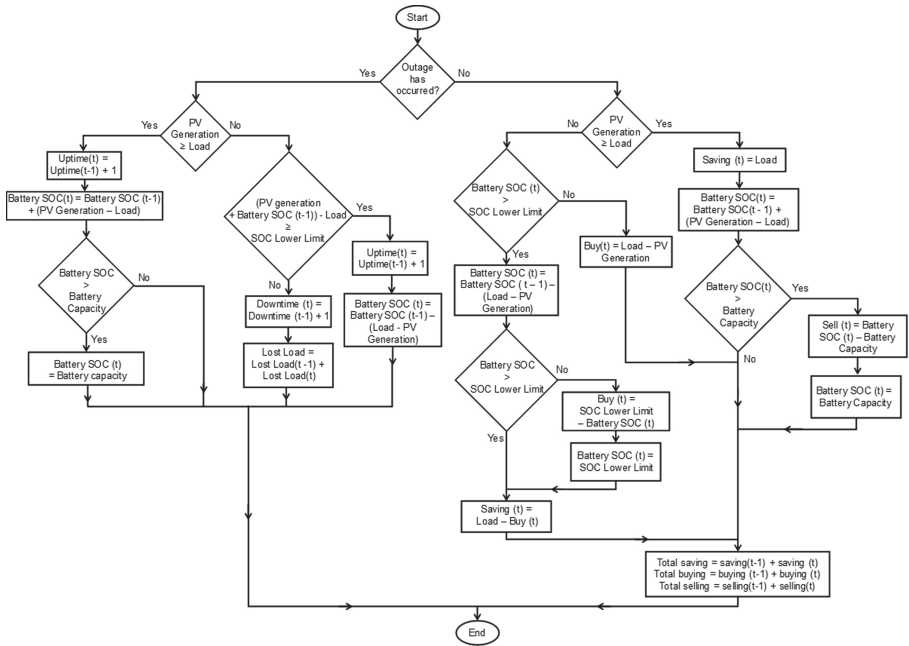 Start
Outage
has
occurred?
Yes
No
PV
Generation
≥ Load
Yes
No
Uptime(t) =
Uptime(t-1) + 1
Battery SOC(t) = Battery SOC (t-1)
+ (PV Generation – Load)
Battery SOC
>
Battery
Capacity
No
Yes
Battery SOC (t)
= Battery capacity
(PV generation
+ Battery SOC (t-1)) - Load
≥
SOC Lower Limit
Yes
No
Downtime (t) =
Downtime (t-1) + 1
Lost Load =
Lost Load(t -1) +
Lost Load(t)
Uptime(t) =
Uptime(t-1) + 1
Battery SOC (t) =
Battery SOC (t-1) –
(Load - PV
Generation)
PV
Generation
≥ Load
No
Yes
Battery SOC (t)
>
SOC Lower Limit
No
Yes
Buy(t) = Load – PV
Generation
Battery SOC (t) =
Battery SOC ( t – 1) –
(Load – PV
Generation)
Battery SOC
>
SOC Lower Limit
No
Yes
Buy (t) =
SOC Lower Limit
– Battery SOC (t)
Battery SOC (t) =
SOC Lower Limit
Saving (t) =
Load – Buy (t)
Saving (t) = Load
Battery SOC(t) =
Battery SOC(t - 1) +
(PV Generation – Load)
Battery SOC(t)
>
Battery
Capacity
Yes
No
Sell (t) = Battery
SOC (t) – Battery
Capacity
Battery SOC (t) =
Battery Capacity
Total saving = saving(t-1) + saving (t)
Total buying = buying (t-1) + buying (t)
Total selling = selling(t-1) + selling(t)
End